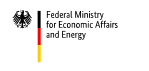 Federal Ministry
for Economic Affairs
and Energy